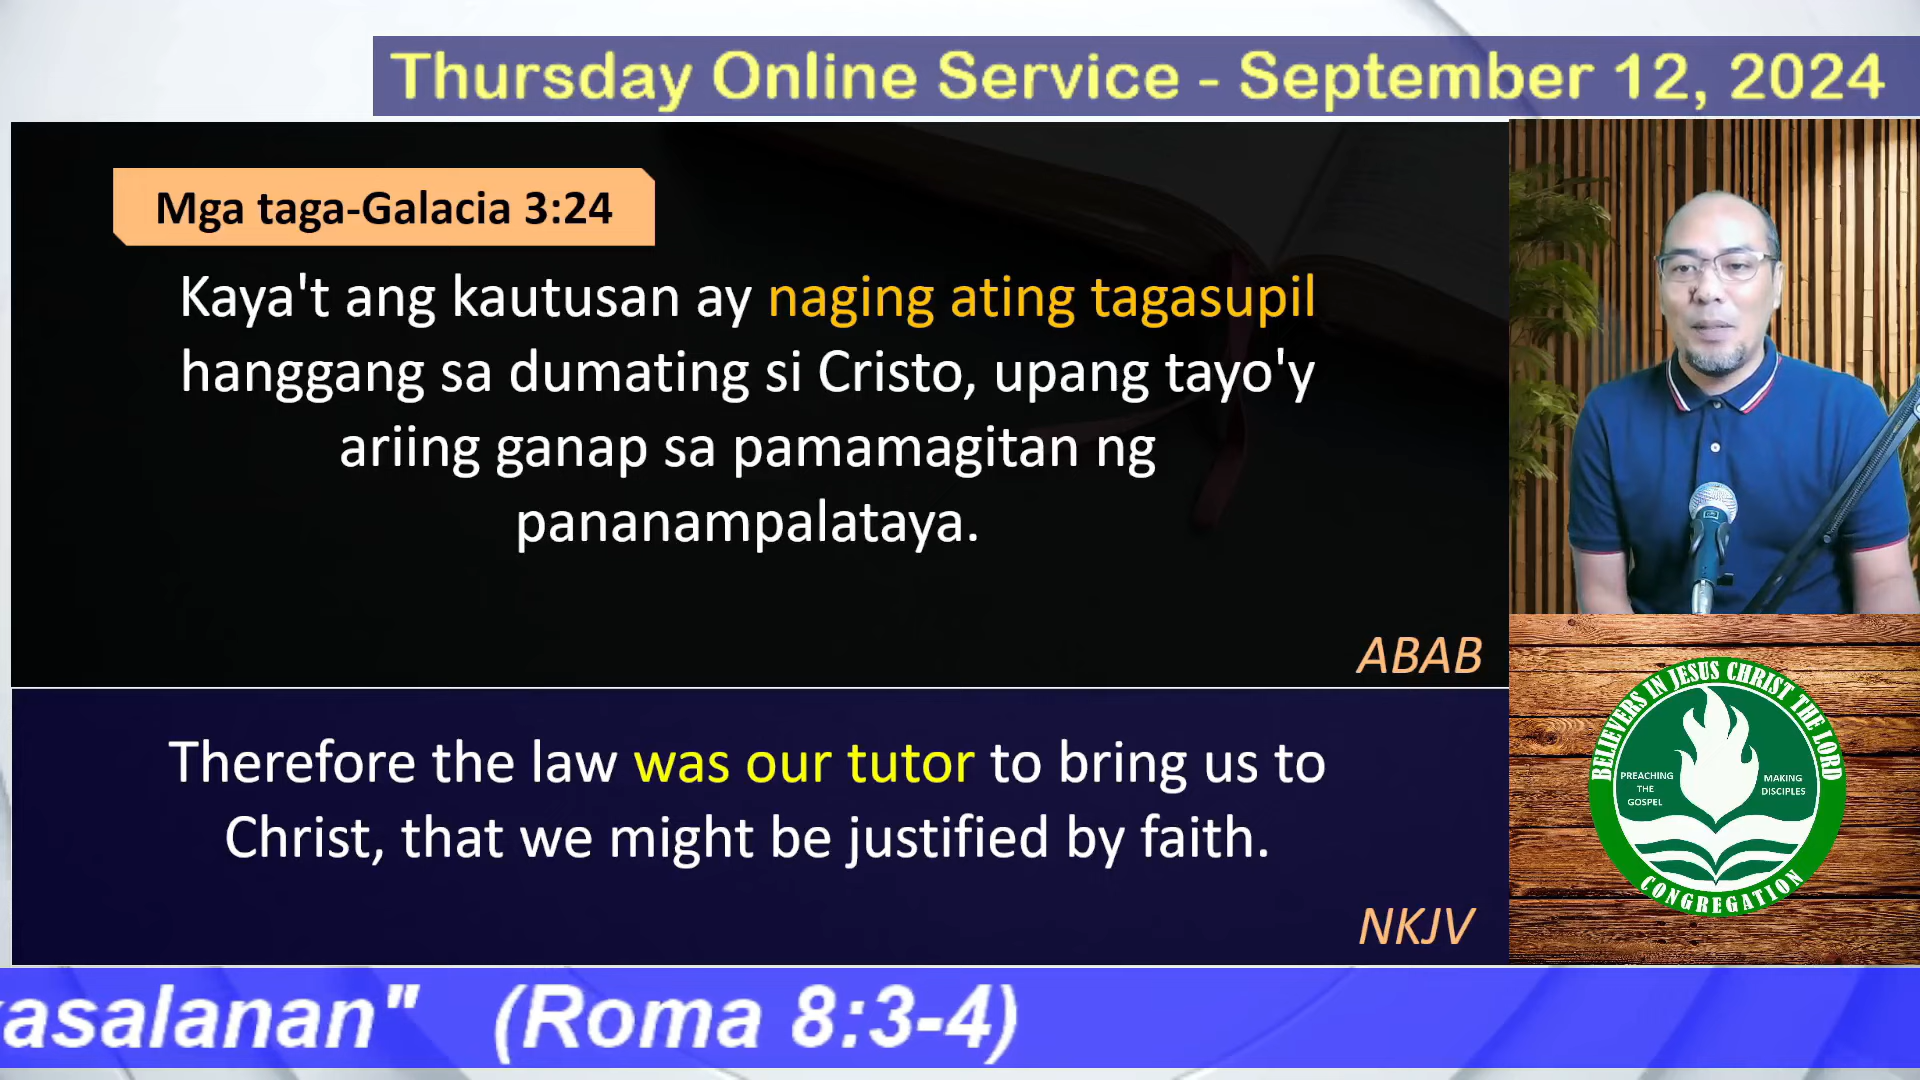 Thursday Online Service - September 12, 2024
Mga taga-Galacia 3:24
Kaya't ang kautusan ay naging ating tagasupil
hanggang sa dumating si Cristo, upang tayo'y
ariing ganap sa pamamagitan ng
pananampalataya.
ABAB
Therefore the law was our tutor to bring us to
Christ, that we might be justified by faith.
NKJV
BELIEVERS IN JESUS CHRIST THE LORD
PREACHING
THE
GOSPEL
MAKING
DISCIPLES
CONGREGATION
asalanan" (Roma 8:3-4)